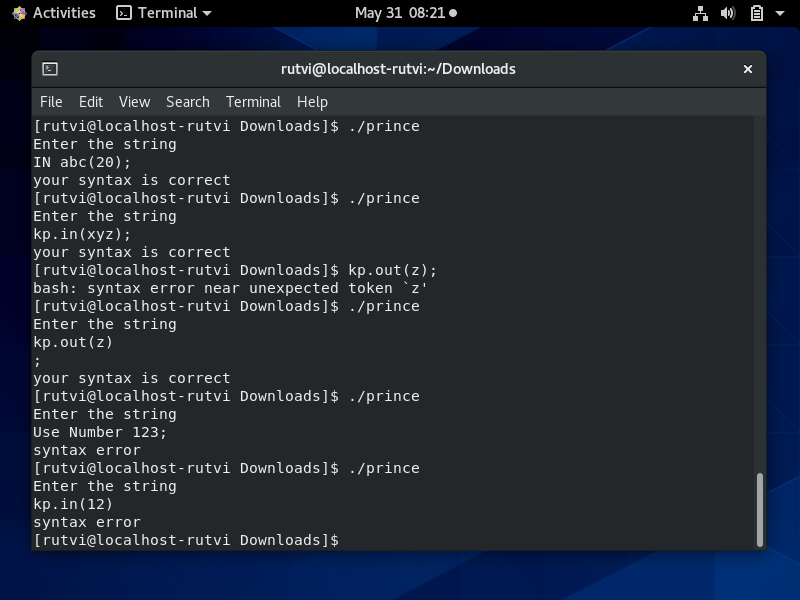 Activities Terminal May 31 08:21
rutvi@localhost-rutvi:~/Downloads
File Edit View Search Terminal Help
[rutvi@localhost-rutvi Downloads]$ ./prince
Enter the string
IN abc(20);
your syntax is correct
[rutvi@localhost-rutvi Downloads]$ ./prince
Enter the string
kp.in(xyz);
your syntax is correct
[rutvi@localhost-rutvi Downloads]$ kp.out(z);
bash: syntax error near unexpected token `z'
[rutvi@localhost-rutvi Downloads]$ ./prince
Enter the string
kp.out(z)
;
your syntax is correct
[rutvi@localhost-rutvi Downloads]$ ./prince
Enter the string
Use Number 123;
syntax error
[rutvi@localhost-rutvi Downloads]$ ./prince
Enter the string
kp.in(12)
syntax error
[rutvi@localhost-rutvi Downloads]$